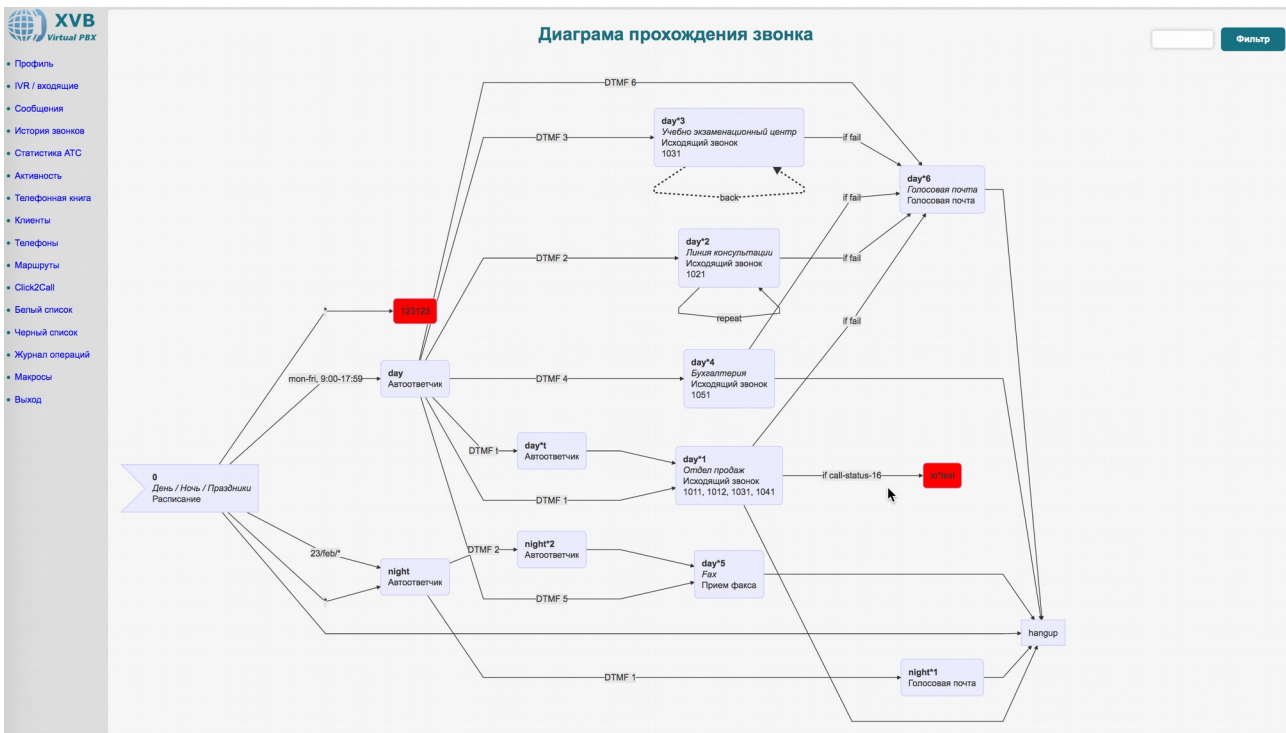 XVB
Virtual PBX
Диаграма прохождения звонка
Фильтр
Профиль
IVR / входящие
Сообщения
История звонков
Статистика АТС
Активность
Телефонная книга
Клиенты
Телефоны
Маршруты
Click2Call
Белый список
Черный список
Журнал операций
Макросы
Выход
DTMF 6
day*3
Учебно экзаменационный центр
Исходящий звонок
1031
DTMF 3
if fail
back
day*6
Голосовая почта
Голосовая почта
if fail
day*2
Линия консультации
Исходящий звонок
1021
DTMF 2
if fail
repeat
if fail
*
123123
mon-fri, 9:00-17:59
day
Автоответчик
DTMF 4
day*4
Бухгалтерия
Исходящий звонок
1051
DTMF t
day*t
Автоответчик
day*1
Отдел продаж
Исходящий звонок
1011, 1012, 1031, 1041
if call-status-16
DTMF 1
0
День / Ночь / Праздники
Расписание
23/feb/*
night
Автоответчик
DTMF 2
night*2
Автоответчик
day*5
Fax
Прием факса
DTMF 5
hangup
DTMF 1
night*1
Голосовая почта